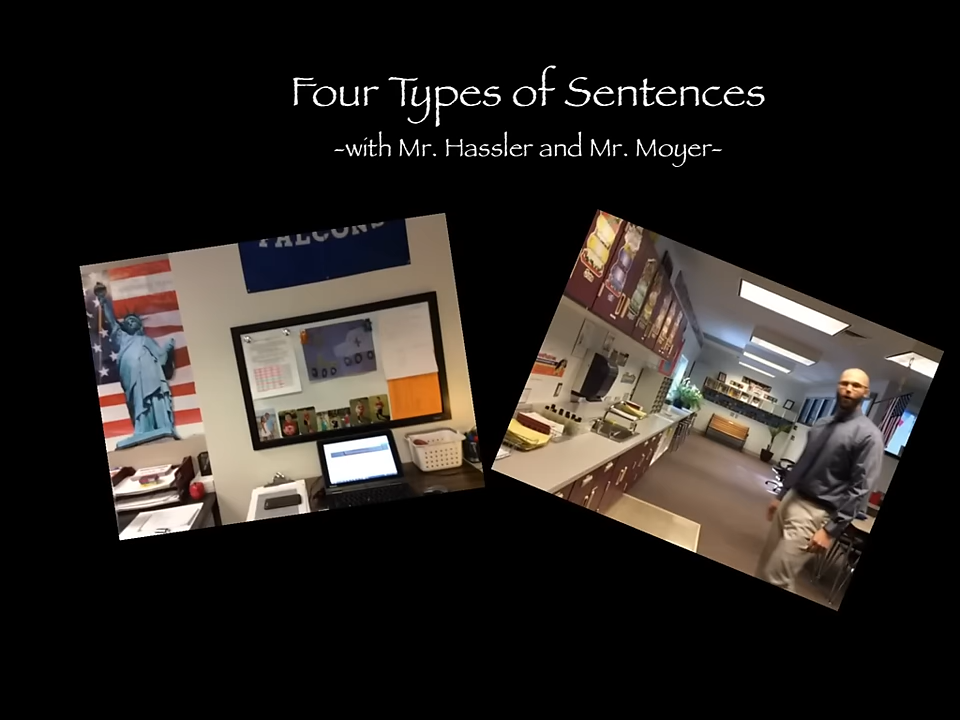 Four Types of Sentences
-with Mr. Hassler and Mr. Moyer-
FALCONS